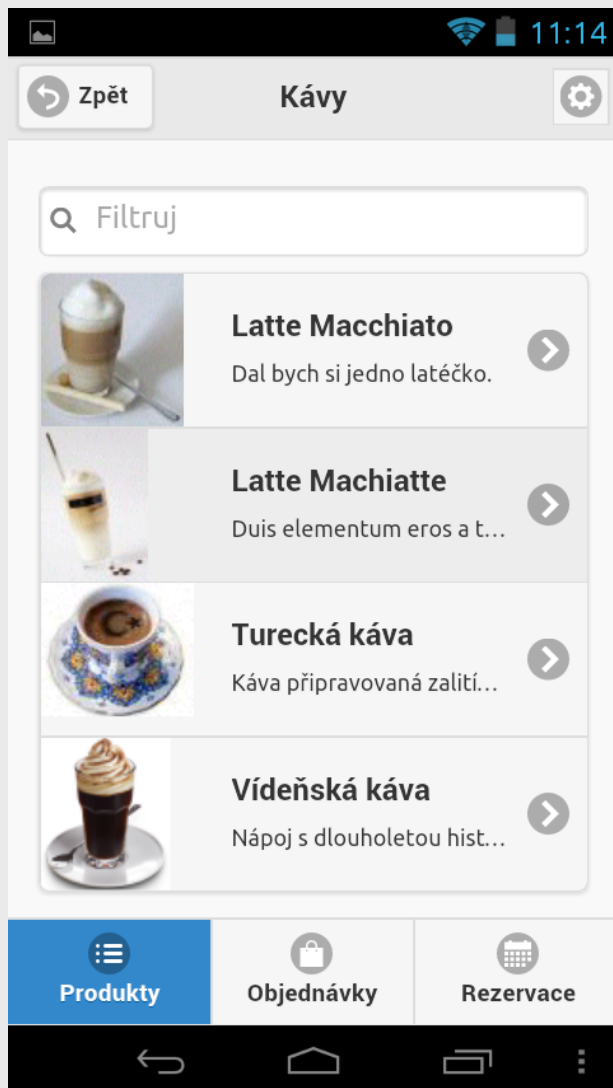 11:14
Zpět
Kávy
Filtruj
Latte Macchiato
Dal bych si jedno latéčko.
Latte Machiatte
Duis elementum eros a t…
Turecká káva
Káva připravovaná zalití…
Vídeňská káva
Nápoj s dlouholetou hist…
Produkty
Objednávky
Rezervace